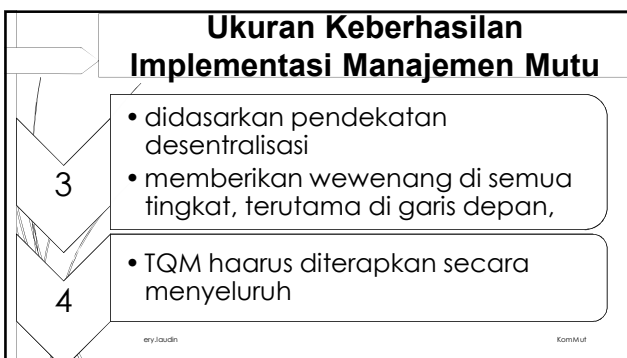 Ukuran Keberhasilan
Implementasi Manajemen Mutu
3
• didasarkan pendekatan
desentralisasi
• memberikan wewenang di semua
tingkat, terutama di garis depan,
4
• TQM haarus diterapkan secara
menyeluruh
ery.laudin
KomMut